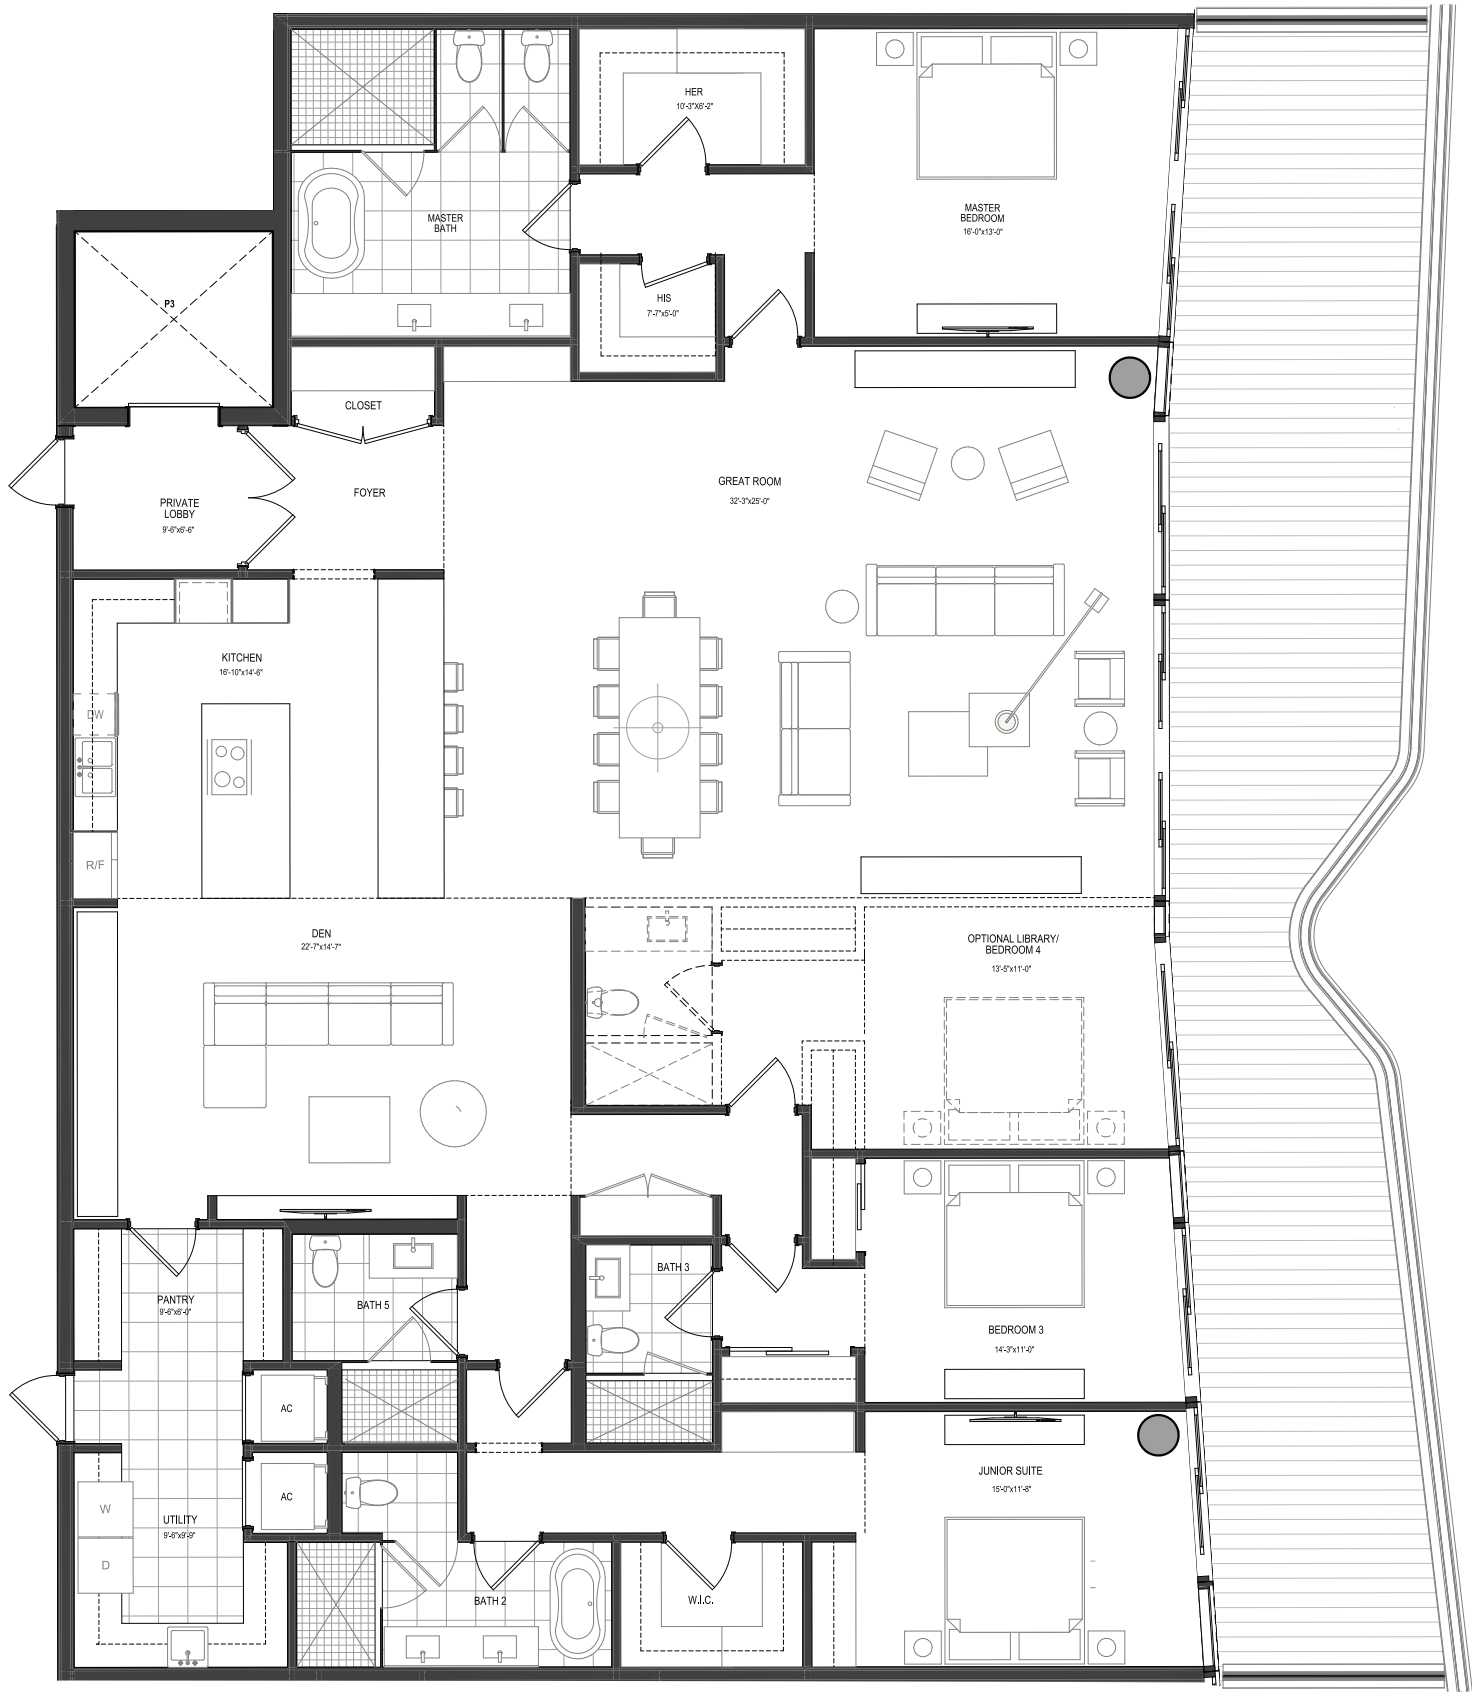 HER
10'-3"X6'-2"
MASTER
BATH
MASTER
BEDROOM
16'-0"x13'-0"
P3
HIS
7'-7"x5'-0"
CLOSET
GREAT ROOM
32'-3"x25'-0"
FOYER
PRIVATE
LOBBY
9'-6"x6'-6"
KITCHEN
16'-10"x14'-6"
DW
R/F
DEN
22'-7"x14'-7"
OPTIONAL LIBRARY/
BEDROOM 4
13'-5"x11'-0"
BATH 3
PANTRY
9'-6"x6'-0"
BATH 5
BEDROOM 3
14'-3"x11'-0"
AC
JUNIOR SUITE
15'-0"x11'-8"
AC
W
UTILITY
9'-6"x9'-9"
D
BATH 2
W.I.C.